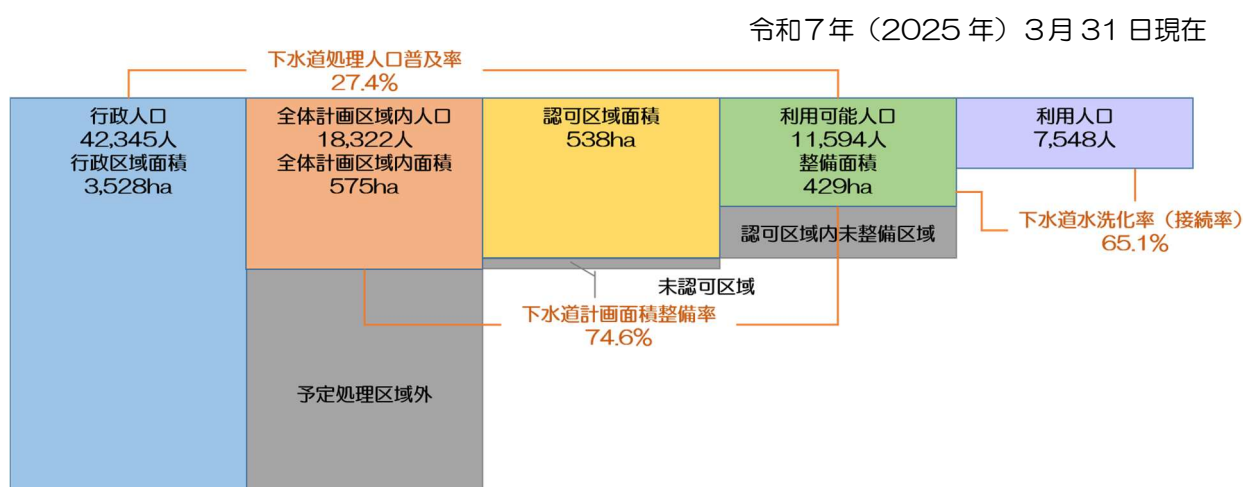 令和7年（2025年）3月31日現在
下水道処理人口普及率
27.4%
行政人口
42,345人
行政区域面積
3,528ha
全体計画区域内人口
18,322人
全体計画区域内面積
575ha
認可区域面積
538ha
利用可能人口
11,594人
整備面積
429ha
利用人口
7,548人
認可区域内未整備区域
下水道水洗化率（接続率）
65.1%
未認可区域
下水道計画面積整備率
74.6%
予定処理区域外